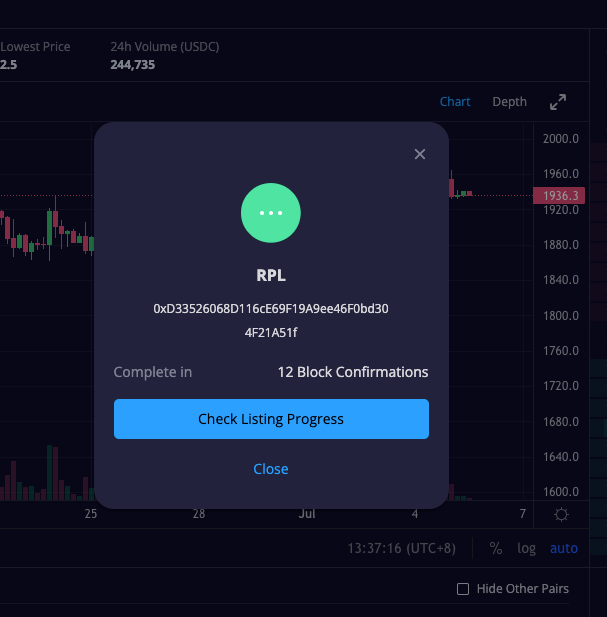 Lowest Price
24h Volume (USDC)
2.5
244,735
Chart
Depth
2000.0
1960.0
1936.3
1920.0
1880.0
1840.0
1800.0
1760.0
1720.0
1680.0
1640.0
1600.0
RPL
0xD33526068D116cE69F19A9ee46F0bd30
4F21A51f
Complete in
12 Block Confirmations
Check Listing Progress
Close
25
28
Jul
4
7
13:37:16 (UTC+8)
%
log
auto
Hide Other Pairs